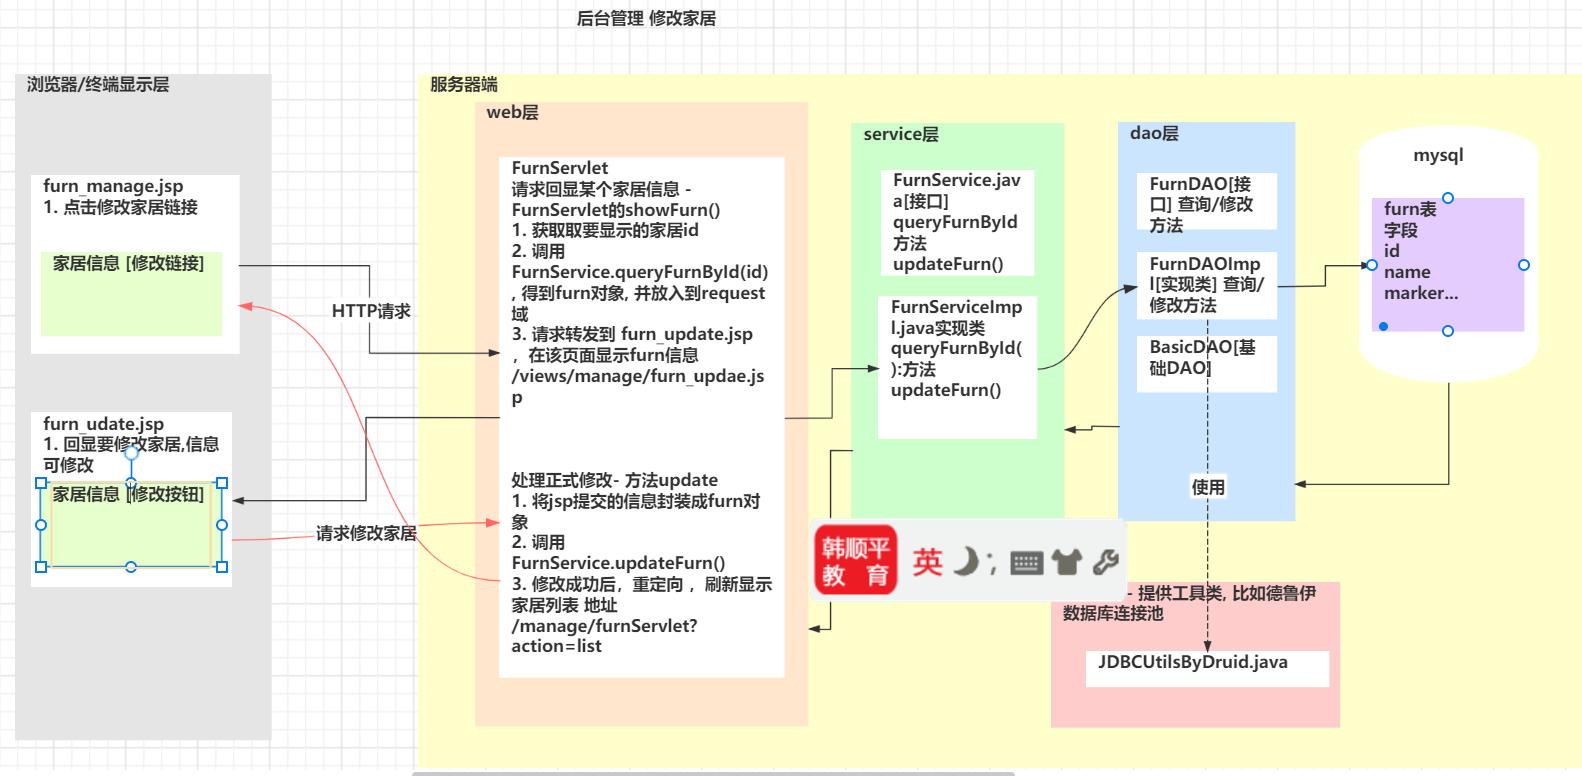 后台管理 修改家居
浏览器/终端显示层
furn_manage.jsp
1. 点击修改家居链接
家居信息 [修改链接]
furn_udate.jsp
1. 回显要修改家居,信息
可修改
家居信息 [修改按钮]
HTTP请求
请求修改家居
服务器端
web层
FurnServlet
请求回显某个家居信息 -
FurnServlet的showFurn()
1. 获取取要显示的家居id
2. 调用
FurnService.queryFurnById(id)
, 得到furn对象, 并放入到request
域
3. 请求转发到 furn_update.jsp
，在该页面显示furn信息
/views/manage/furn_updae.js
p
处理正式修改- 方法update
1. 将jsp提交的信息封装成furn对
象
2. 调用
FurnService.updateFurn()
3. 修改成功后，重定向 ，刷新显示
家居列表 地址
/manage/furnServlet?
action=list
service层
FurnService.jav
a[接口]
queryFurnById
方法
updateFurn()
FurnServiceImp
l.java实现类
queryFurnById(
):方法
updateFurn()
dao层
FurnDAO[接
口] 查询/修改
方法
FurnDAOImp
l[实现类] 查询/
修改方法
BasicDAO[基
础DAO]
使用
mysql
furn表
字段
id
name
marker...
韩顺平
教 育
英
;
- 提供工具类, 比如德鲁伊
数据库连接池
JDBCUtilsByDruid.java